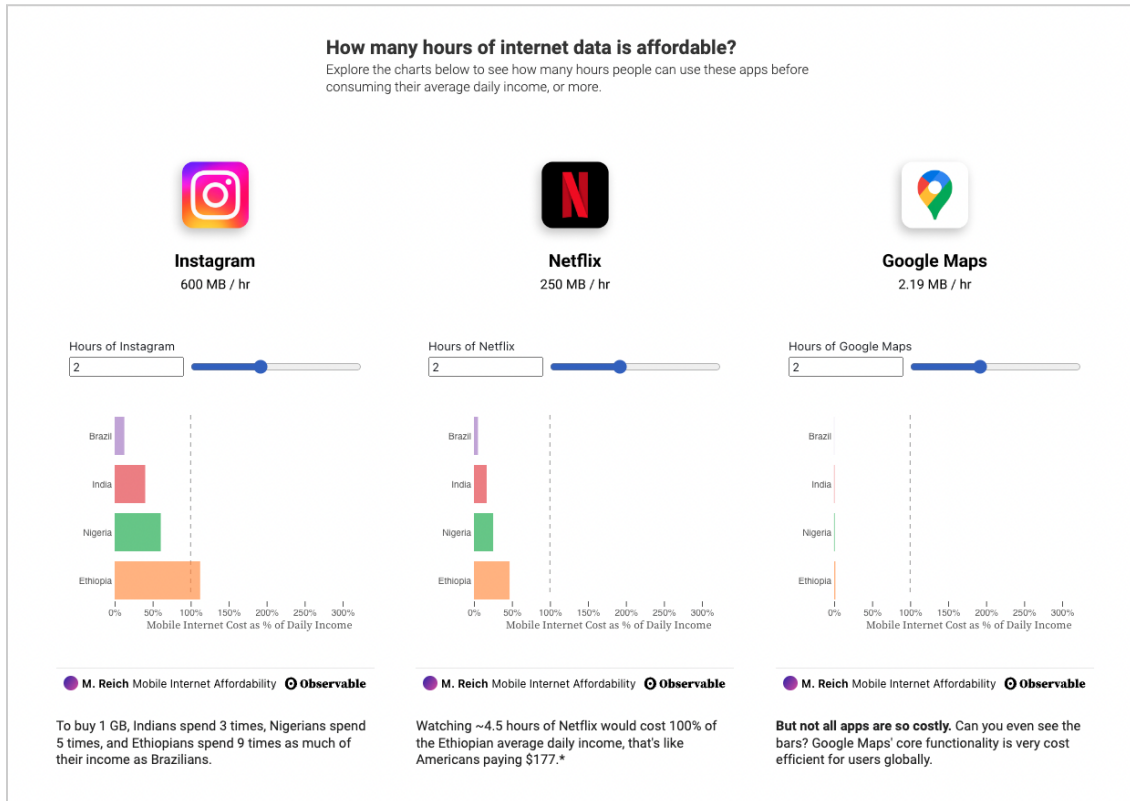 How many hours of internet data is affordable?
Explore the charts below to see how many hours people can use these apps before
consuming their average daily income, or more.
Instagram
600 MB / hr
Hours of Instagram
2
Brazil
India
Nigeria
Ethiopia
0% 50% 100% 150% 200% 250% 300%
Mobile Internet Cost as % of Daily Income
M. Reich Mobile Internet Affordability Observable
To buy 1 GB, Indians spend 3 times, Nigerians spend
5 times, and Ethiopians spend 9 times as much of
their income as Brazilians.
N
Netflix
250 MB / hr
Hours of Netflix
2
Brazil
India
Nigeria
Ethiopia
0% 50% 100% 150% 200% 250% 300%
Mobile Internet Cost as % of Daily Income
M. Reich Mobile Internet Affordability Observable
Watching ~4.5 hours of Netflix would cost 100% of
the Ethiopian average daily income, that's like
Americans paying $177.*
Google Maps
2.19 MB / hr
Hours of Google Maps
2
Brazil
India
Nigeria
Ethiopia
0% 50% 100% 150% 200% 250% 300%
Mobile Internet Cost as % of Daily Income
M. Reich Mobile Internet Affordability Observable
But not all apps are so costly. Can you even see the
bars? Google Maps' core functionality is very cost
efficient for users globally.